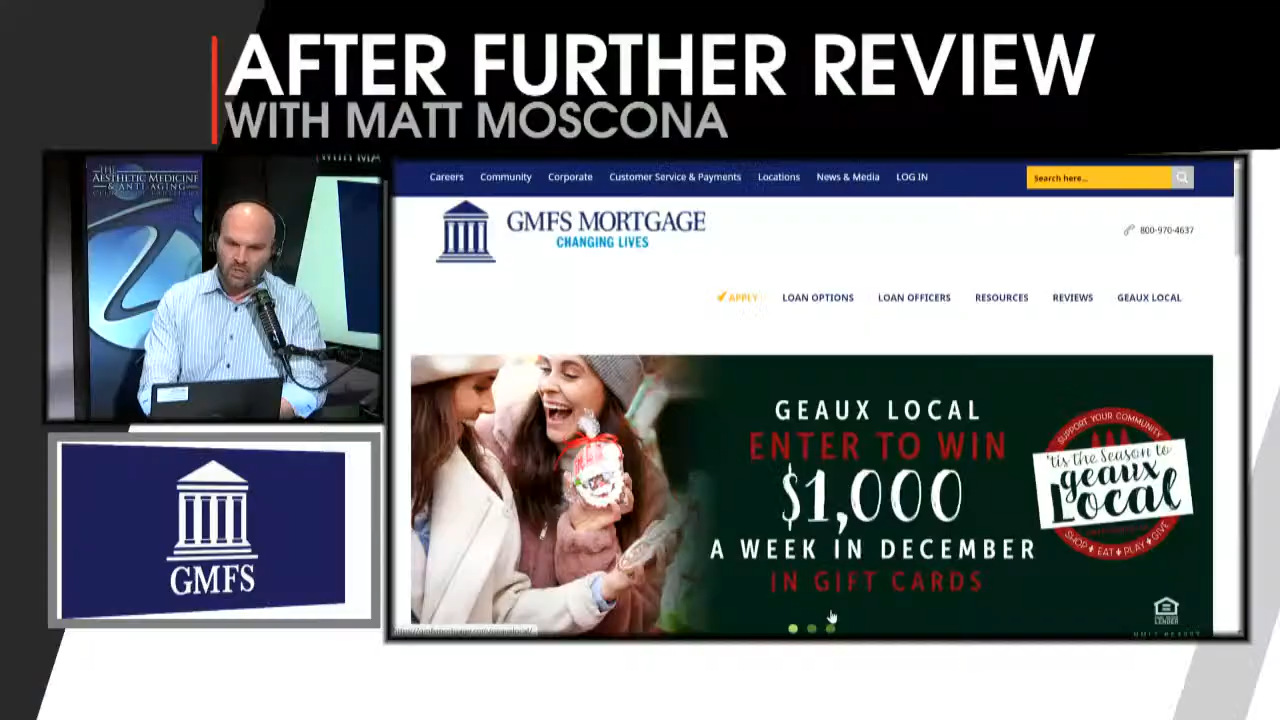 AFTER FURTHER REVIEW
WITH MATT MOSCONA
THE
AESTHETIC MEDICINE
& ANTI-AGING
WITH MA
GMFS
Careers Community Corporate Customer Service & Payments Locations News & Media LOG IN
Search here...
GMFS MORTGAGE
CHANGING LIVES
800-970-4637
APPLY LOAN OPTIONS LOAN OFFICERS RESOURCES REVIEWS GEAUX LOCAL
GEAUX LOCAL
ENTER TO WIN
$1,000
A WEEK IN DECEMBER
IN GIFT CARDS
SUPPORT YOUR COMMUNITY
'tis the Season to
geaux
Local
SHOP + EAT + PLAY + GIVE